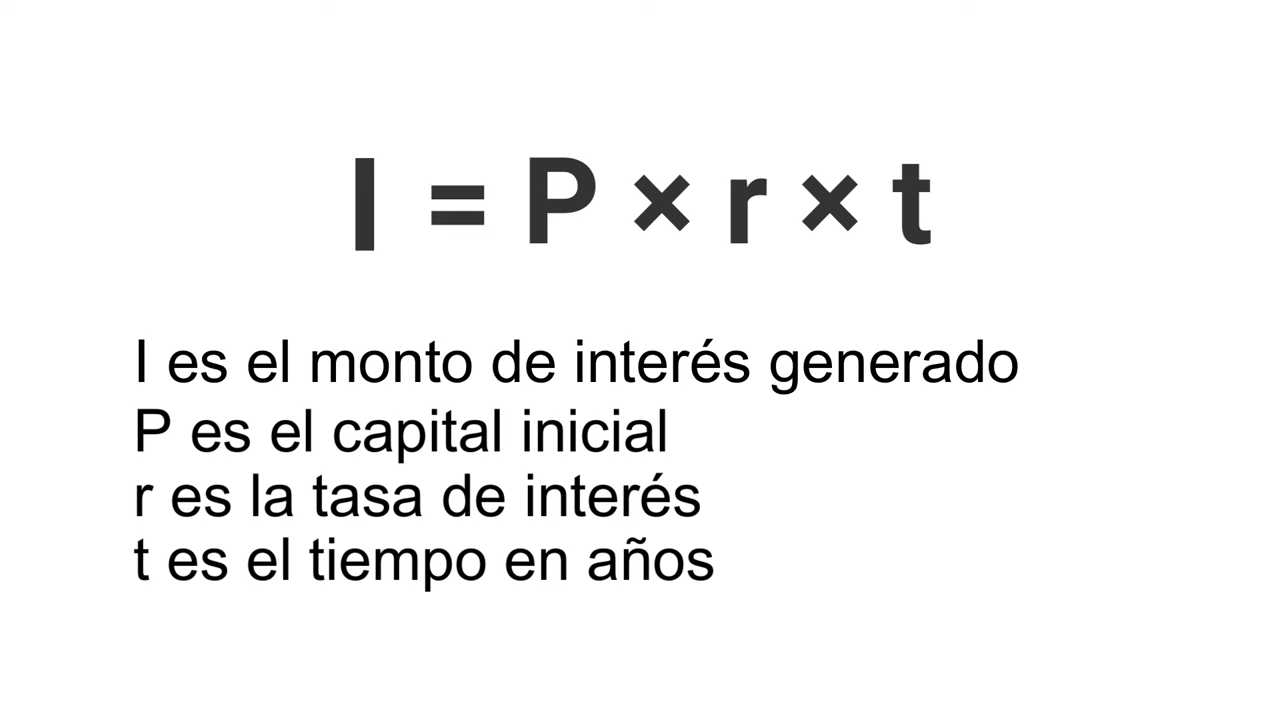 I = P × r × t
I es el monto de interés generado
P es el capital inicial
r es la tasa de interés
t es el tiempo en años